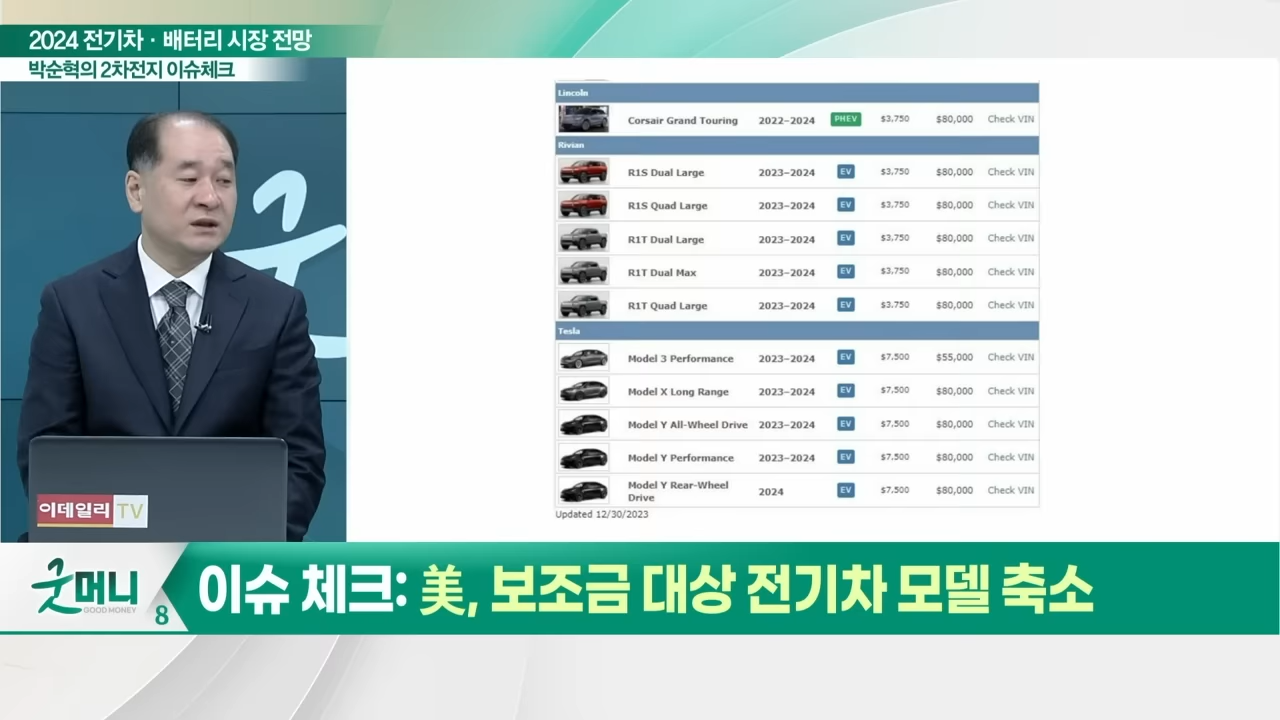 2024 전기차 · 배터리 시장 전망
박순혁의 2차전지 이슈체크
Lincoln
Corsair Grand Touring 2022–2024 PHEV $3,750 $80,000 Check VIN
Rivian
R1S Dual Large 2023–2024 EV $3,750 $80,000 Check VIN
R1S Quad Large 2023–2024 EV $3,750 $80,000 Check VIN
R1T Dual Large 2023–2024 EV $3,750 $80,000 Check VIN
R1T Dual Max 2023–2024 EV $3,750 $80,000 Check VIN
R1T Quad Large 2023–2024 EV $3,750 $80,000 Check VIN
Tesla
Model 3 Performance 2023–2024 EV $7,500 $55,000 Check VIN
Model X Long Range 2023–2024 EV $7,500 $80,000 Check VIN
Model Y All-Wheel Drive 2023–2024 EV $7,500 $80,000 Check VIN
Model Y Performance 2023–2024 EV $7,500 $80,000 Check VIN
Model Y Rear-Wheel
Drive 2024 EV $7,500 $80,000 Check VIN
Updated 12/30/2023
이데일리 TV
굿머니
GOOD MONEY
8
이슈 체크: 美, 보조금 대상 전기차 모델 축소